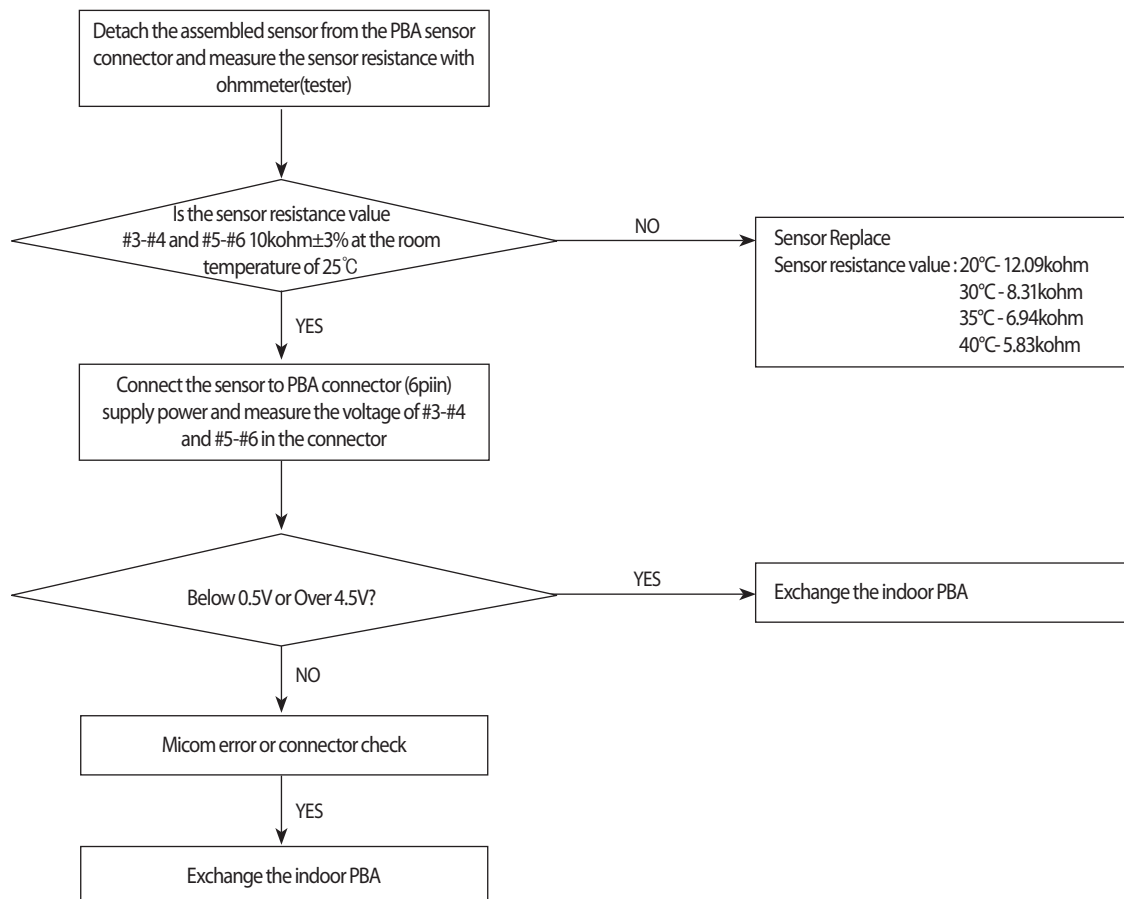 Detach the assembled sensor from the PBA sensor
connector and measure the sensor resistance with
ohmmeter(tester)
Is the sensor resistance value
#3-#4 and #5-#6 10kohm±3% at the room
temperature of 25℃
NO
Sensor Replace
Sensor resistance value : 20°C- 12.09kohm
30°C - 8.31kohm
35°C - 6.94kohm
40°C- 5.83kohm
YES
Connect the sensor to PBA connector (6piin)
supply power and measure the voltage of #3-#4
and #5-#6 in the connector
Below 0.5V or Over 4.5V?
YES
Exchange the indoor PBA
NO
Micom error or connector check
YES
Exchange the indoor PBA